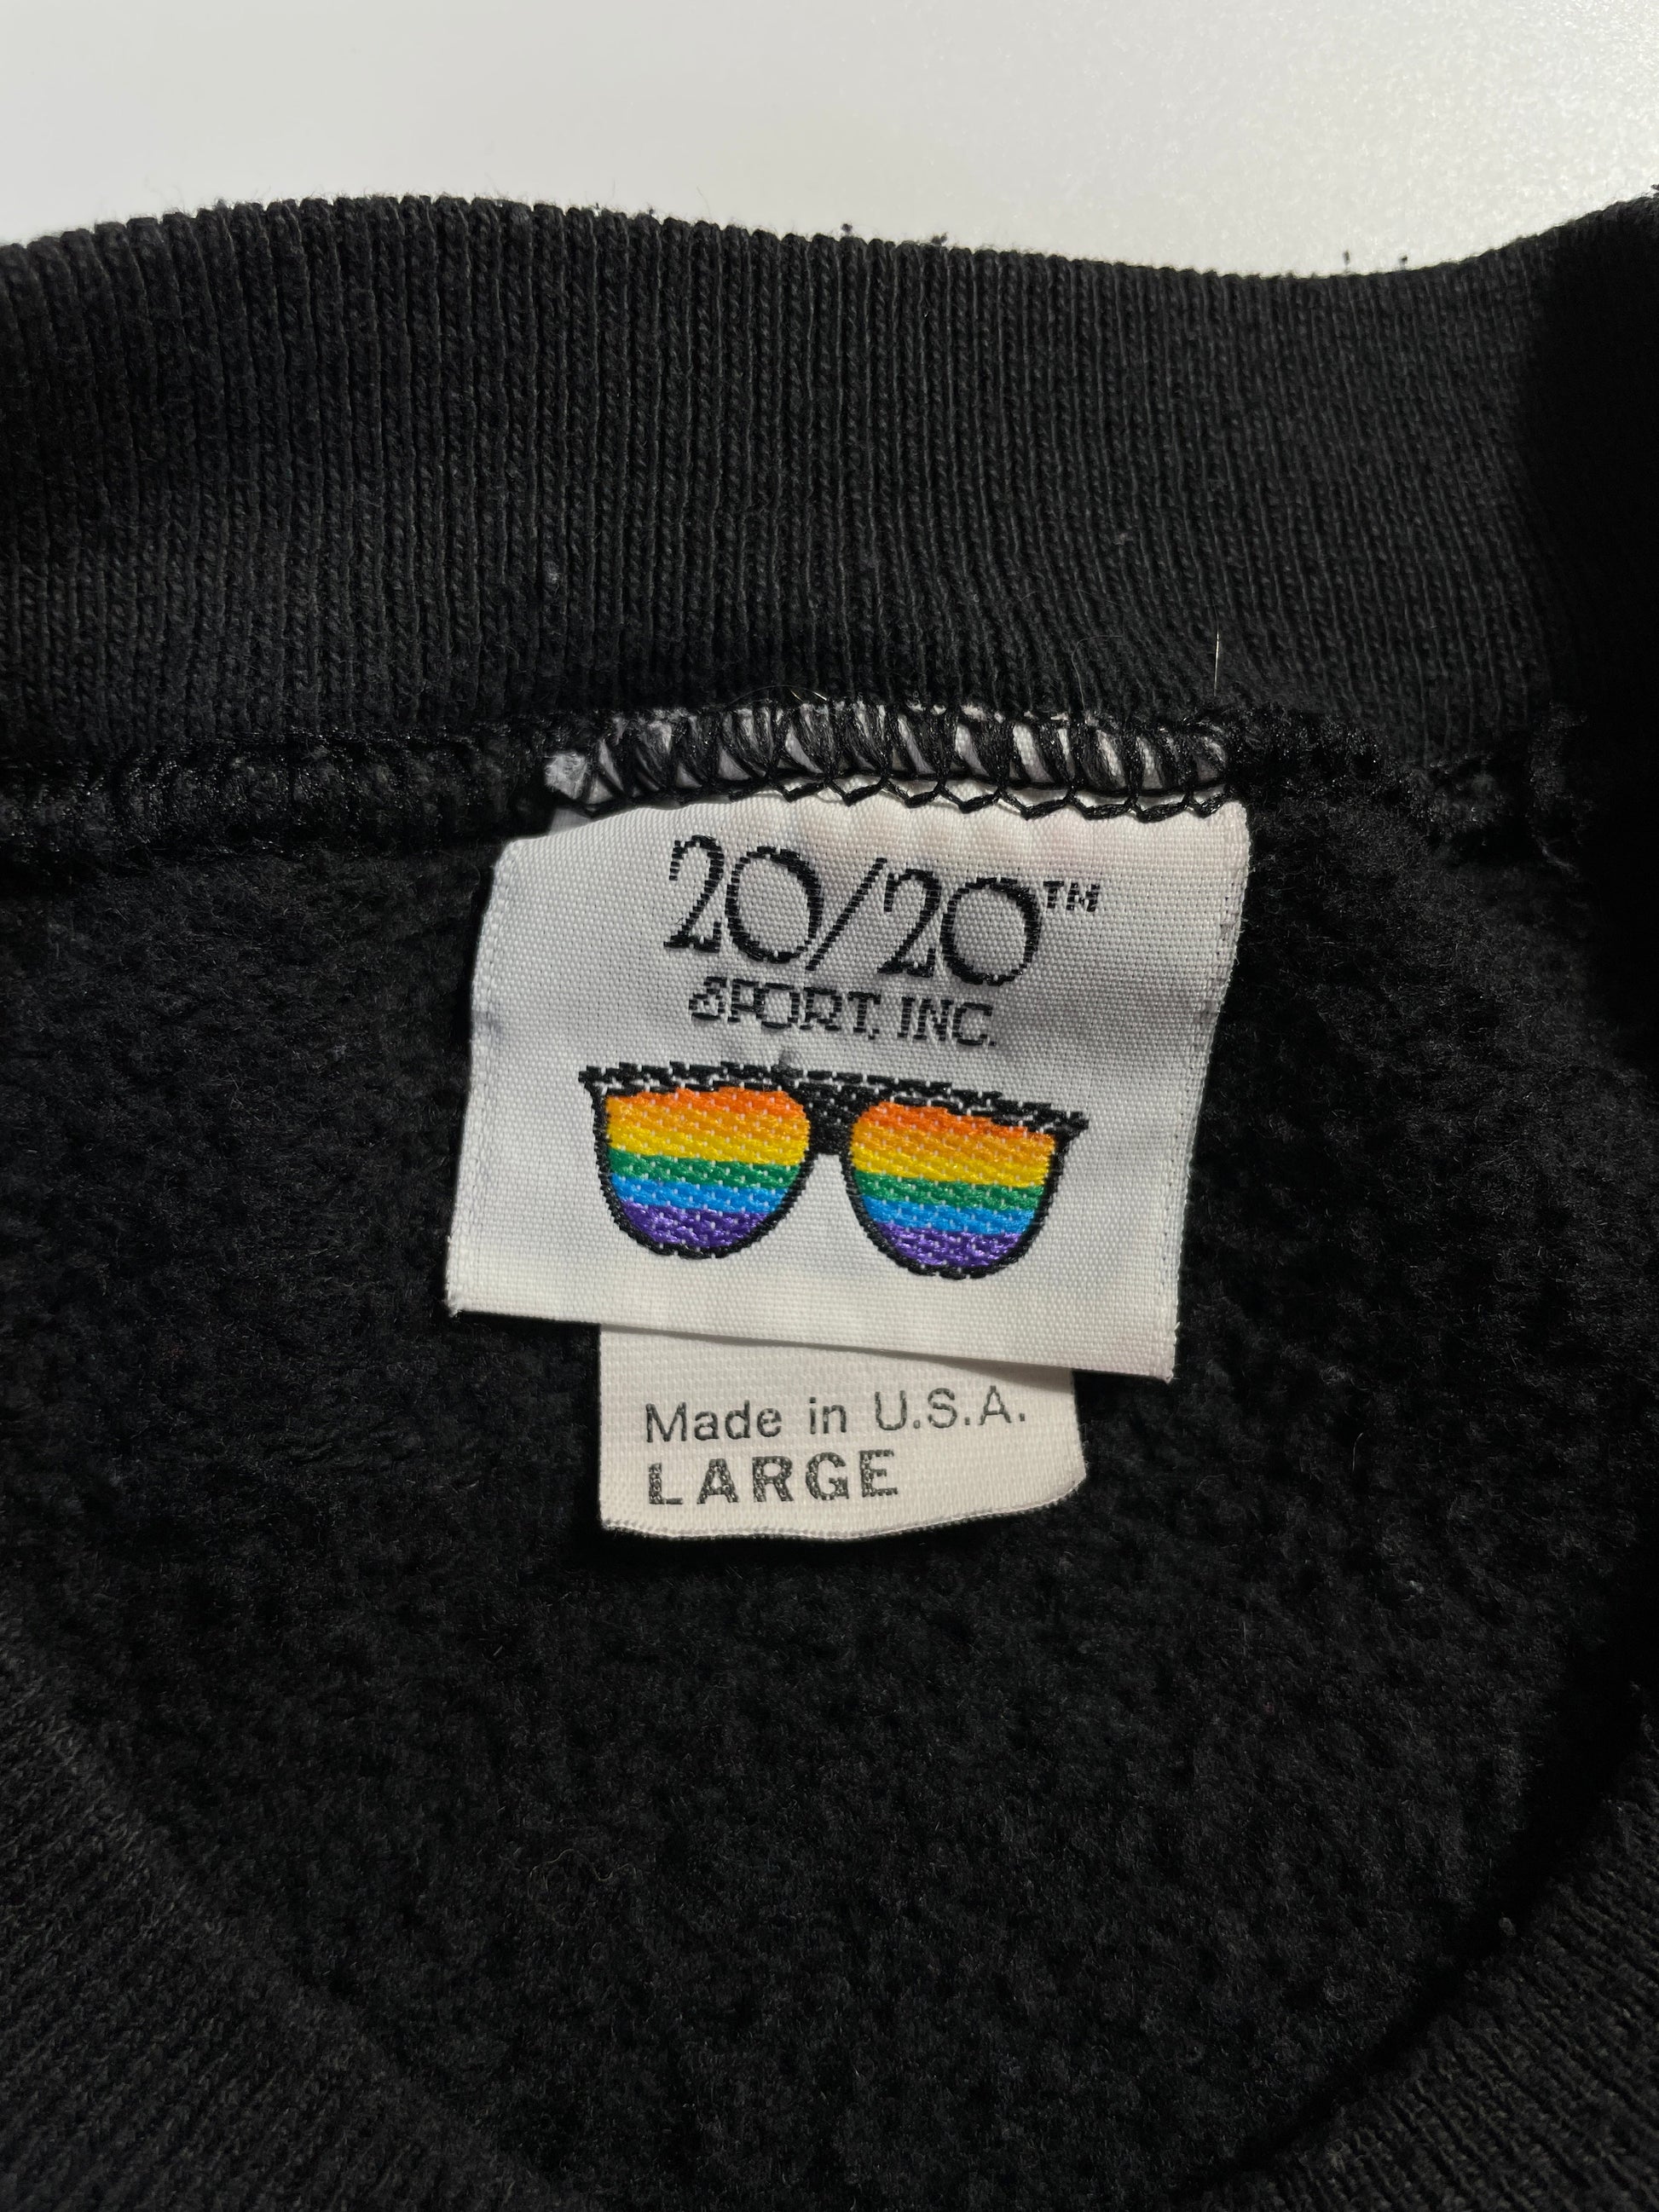 20/20™
SPORT, INC.
Made in U.S.A.
LARGE